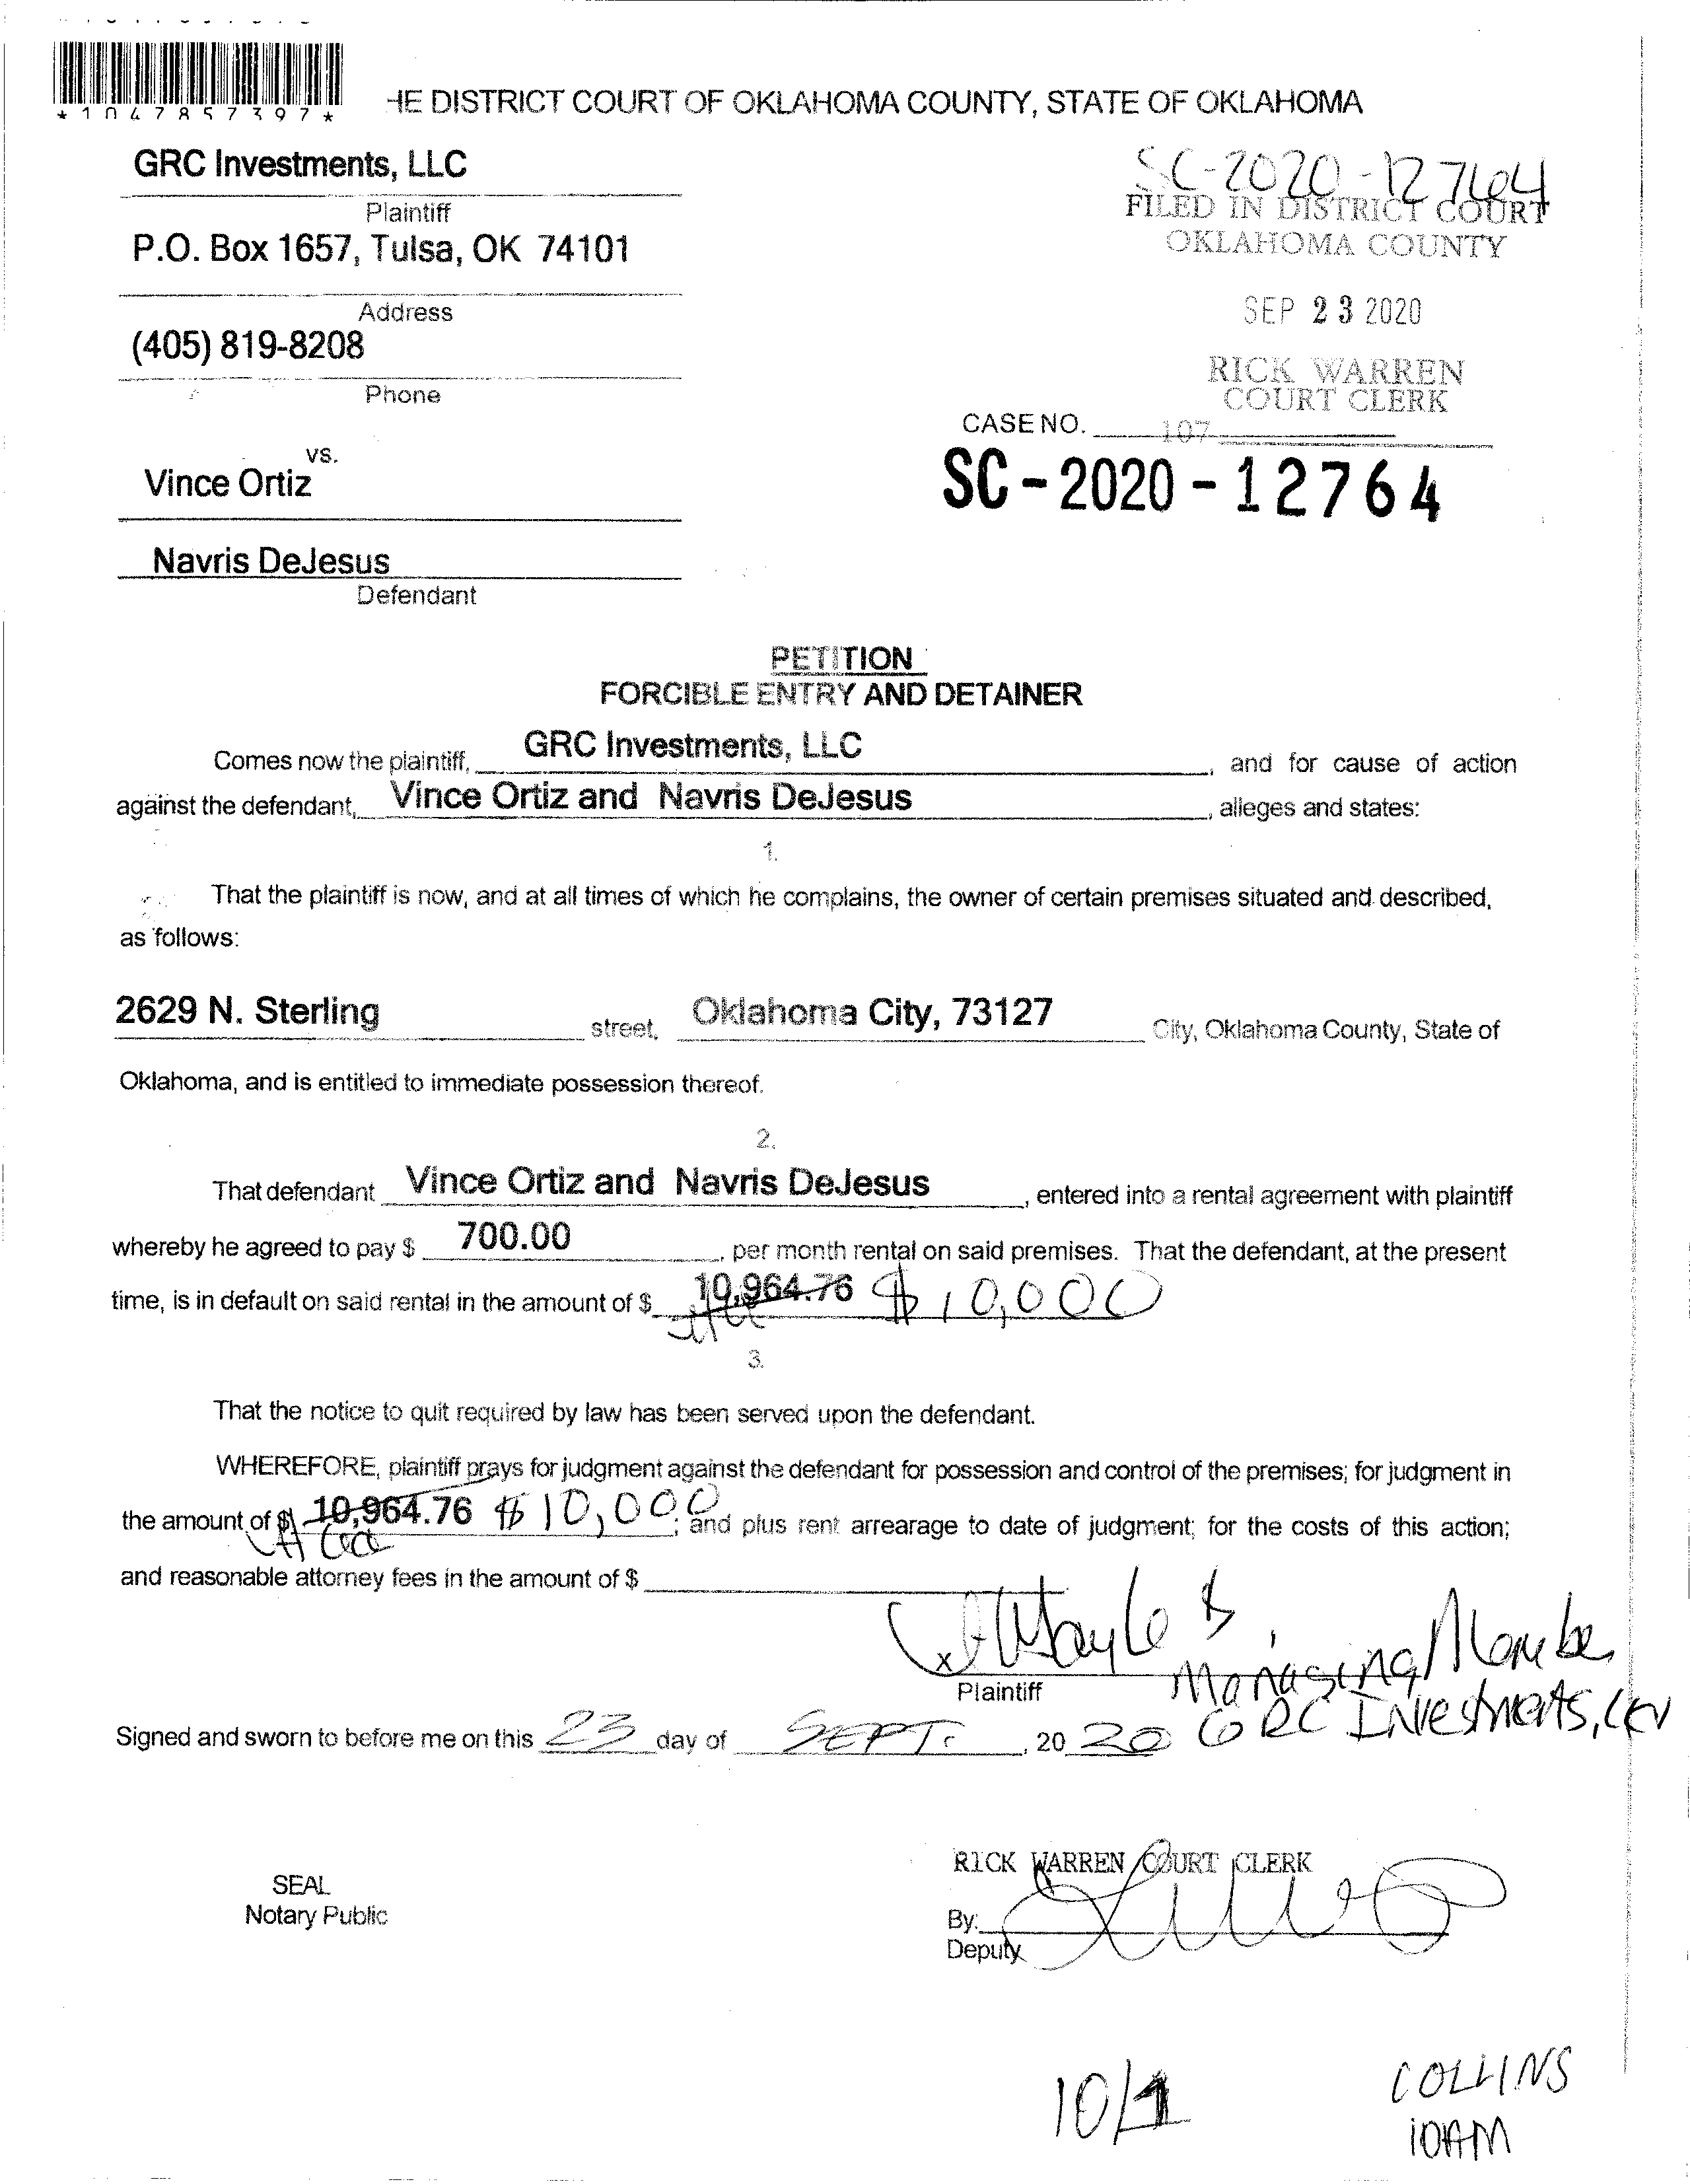 *1047857397*
HE DISTRICT COURT OF OKLAHOMA COUNTY, STATE OF OKLAHOMA
GRC Investments, LLC
Plaintiff
P.O. Box 1657, Tulsa, OK 74101
Address
(405) 819-8208
Phone
SC-2020-12764
FILED IN DISTRICT COURT
OKLAHOMA COUNTY
SEP 23 2020
RICK WARREN
COURT CLERK
CASE NO. 107
SC-2020-12764
vs.
Vince Ortiz
Navris DeJesus
Defendant
PETITION
FORCIBLE ENTRY AND DETAINER
Comes now the plaintiff, GRC Investments, LLC, and for cause of action
against the defendant, Vince Ortiz and Navris DeJesus, alleges and states:
1.
That the plaintiff is now, and at all times of which he complains, the owner of certain premises situated and described,
as follows:
2629 N. Sterling street, Oklahoma City, 73127 City, Oklahoma County, State of
Oklahoma, and is entitled to immediate possession thereof.
2.
That defendant Vince Ortiz and Navris DeJesus, entered into a rental agreement with plaintiff
whereby he agreed to pay $ 700.00, per month rental on said premises. That the defendant, at the present
time, is in default on said rental in the amount of $ 10,964.76 $10,000
3.
That the notice to quit required by law has been served upon the defendant.
WHEREFORE, plaintiff prays for judgment against the defendant for possession and control of the premises; for judgment in
the amount of $ 10,964.76 $10,000; and plus rent arrearage to date of judgment; for the costs of this action;
and reasonable attorney fees in the amount of $
x
Plaintiff
Managing Member
GRC Investments, LLC
Signed and sworn to before me on this 23 day of SEPT., 20 20
SEAL
Notary Public
RICK WARREN COURT CLERK
By:
Deputy
10/1
COLLINS
10AM